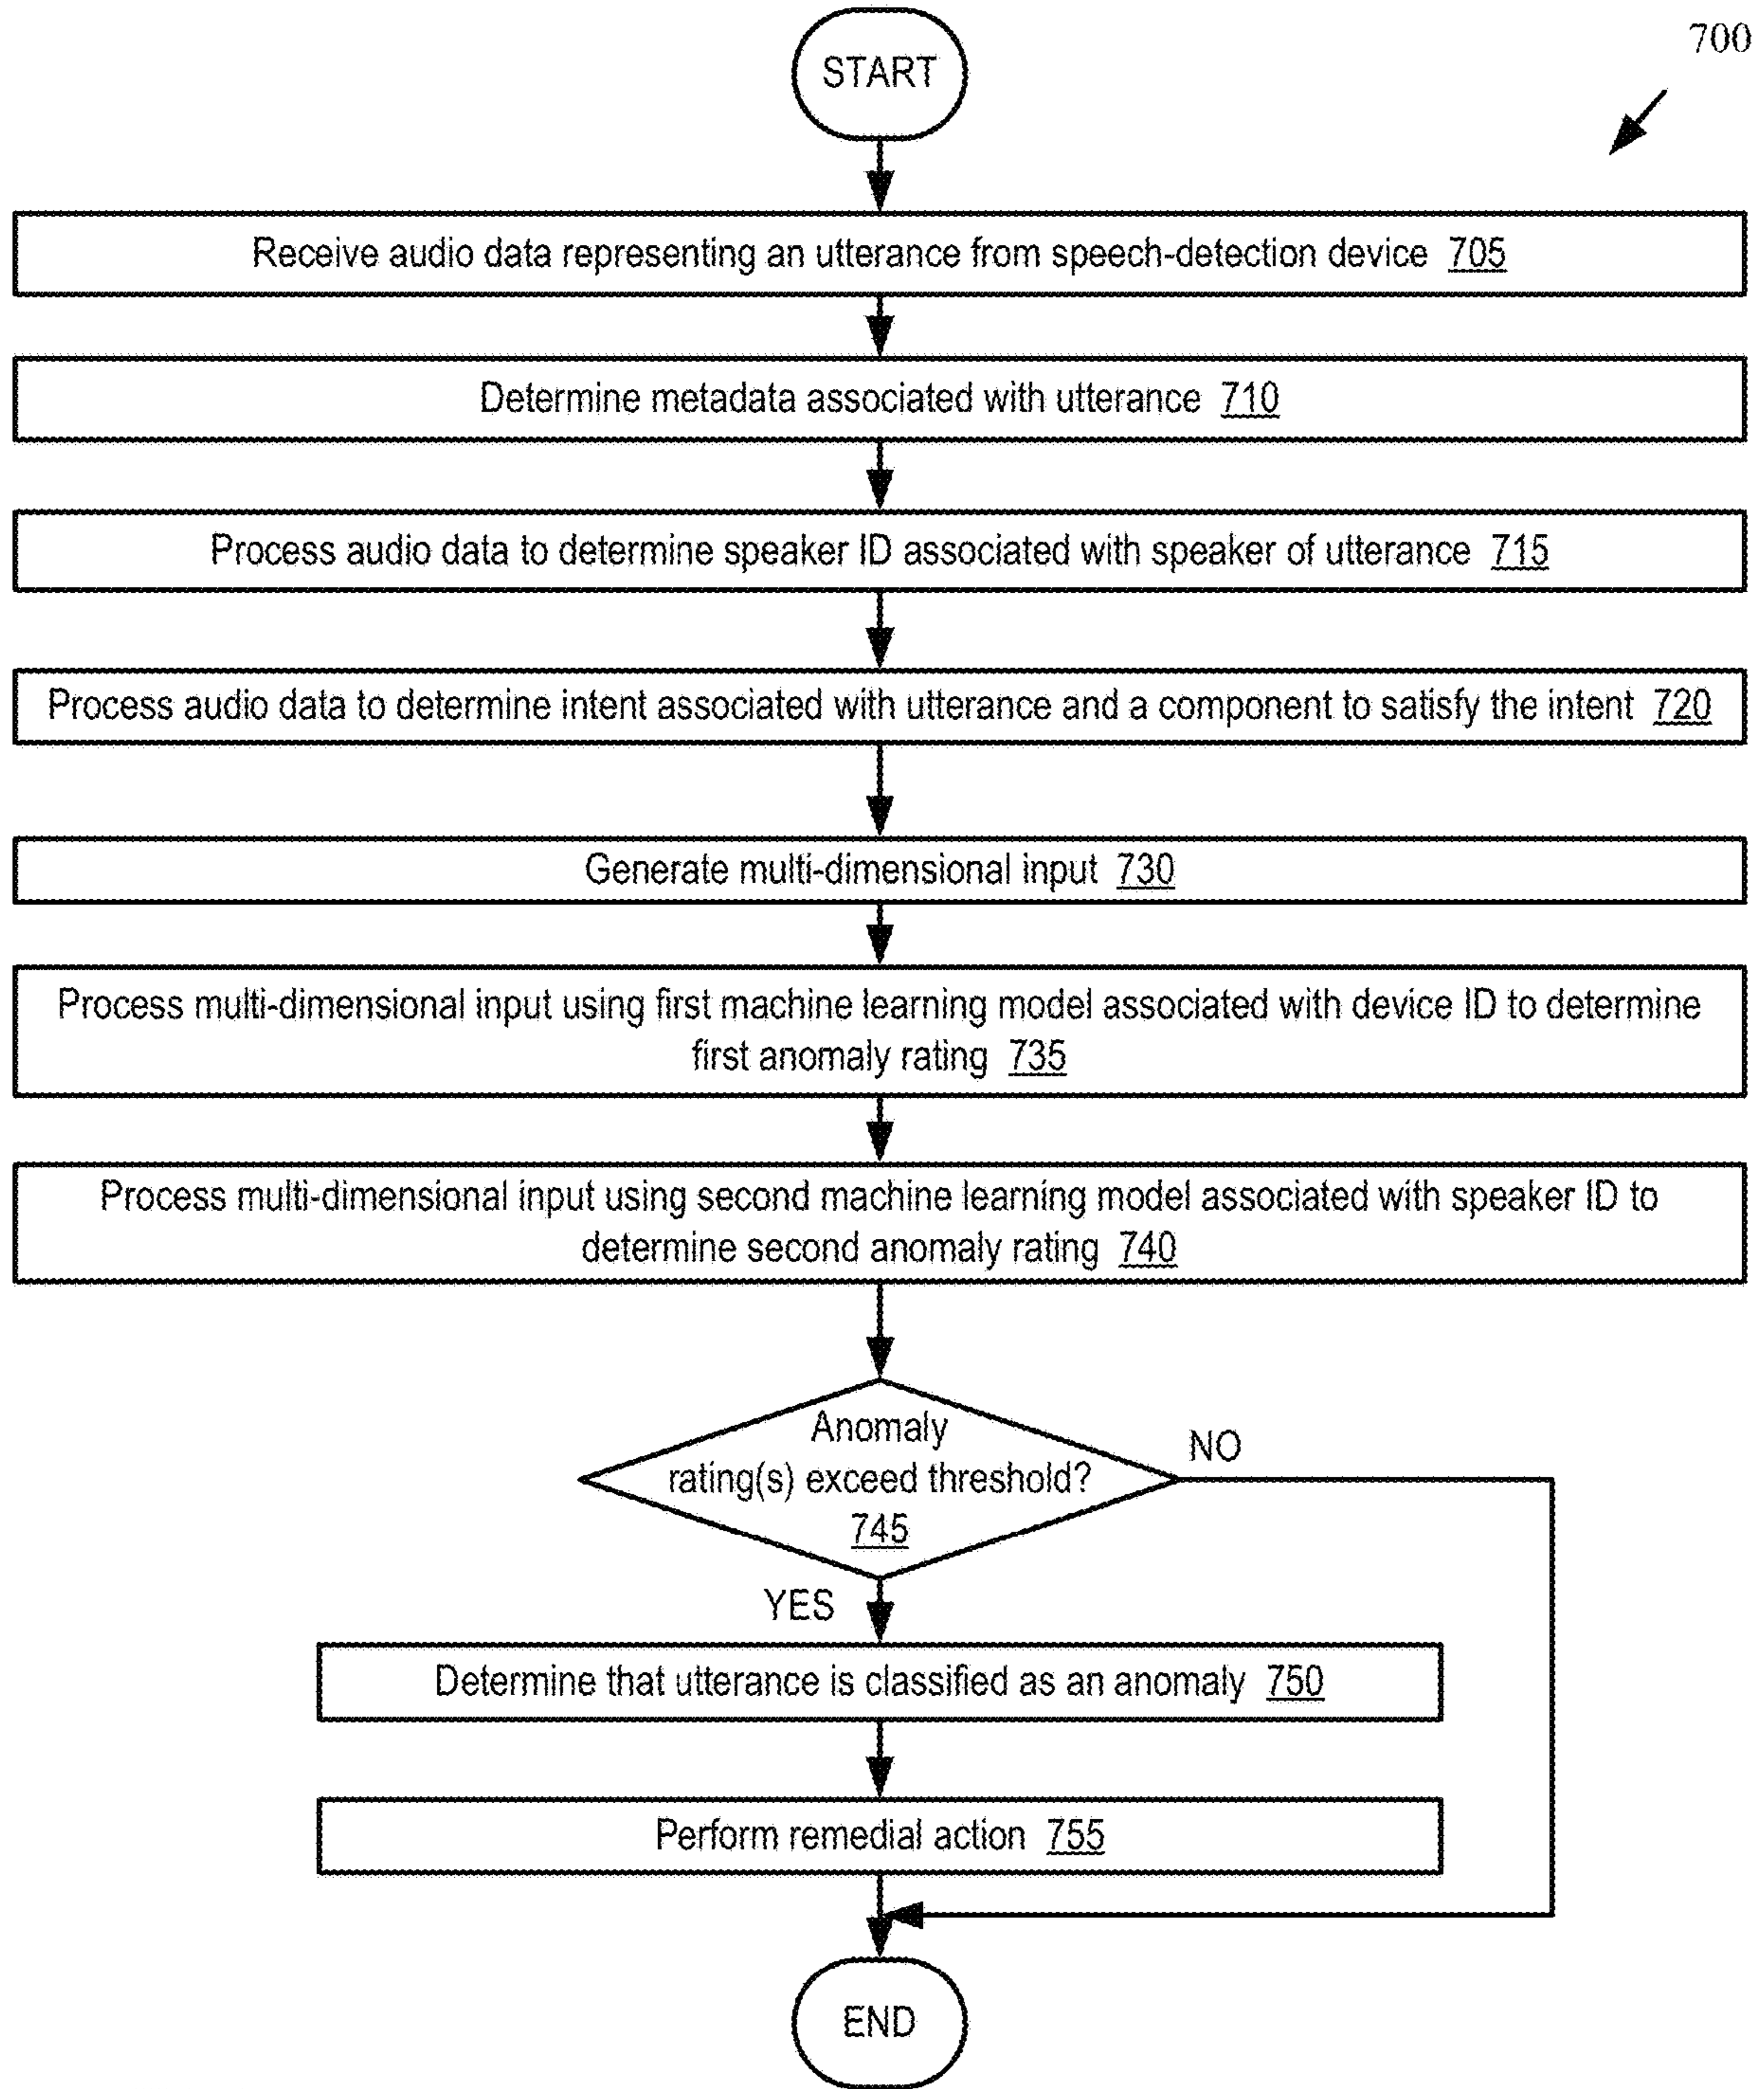 700
START
Receive audio data representing an utterance from speech-detection device 705
Determine metadata associated with utterance 710
Process audio data to determine speaker ID associated with speaker of utterance 715
Process audio data to determine intent associated with utterance and a component to satisfy the intent 720
Generate multi-dimensional input 730
Process multi-dimensional input using first machine learning model associated with device ID to determine
first anomaly rating 735
Process multi-dimensional input using second machine learning model associated with speaker ID to
determine second anomaly rating 740
Anomaly
rating(s) exceed threshold?
745
NO
YES
Determine that utterance is classified as an anomaly 750
Perform remedial action 755
END